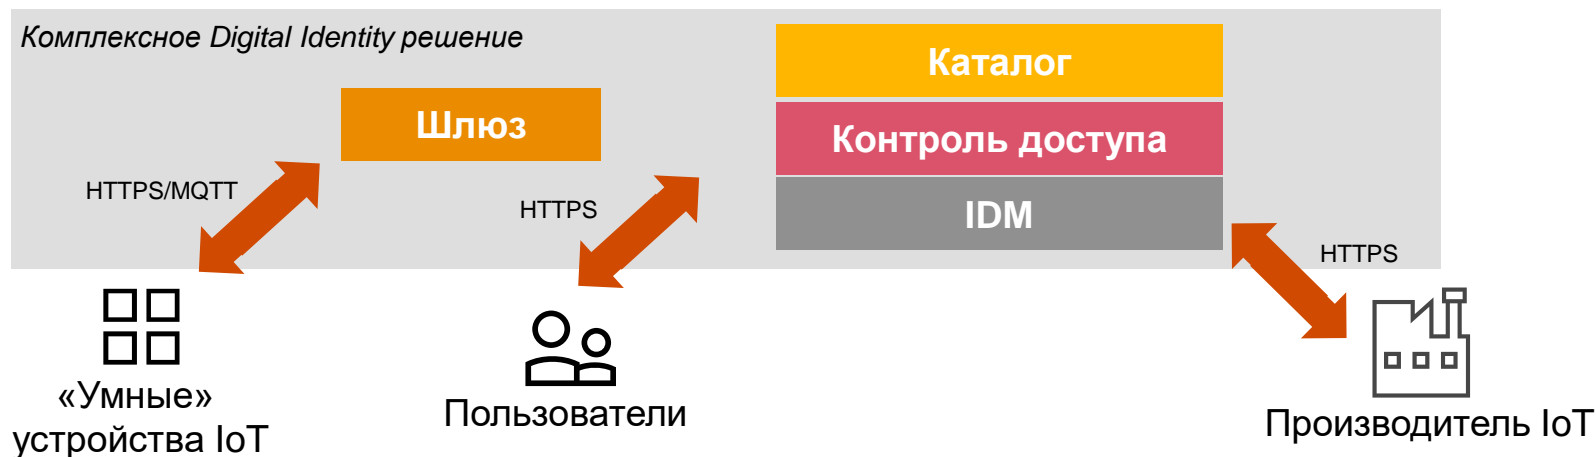 Комплексное Digital Identity решение
Каталог
Шлюз
Контроль доступа
HTTPS/MQTT
HTTPS
IDM
HTTPS
«Умные»
устройства IoT
Пользователи
Производитель IoT